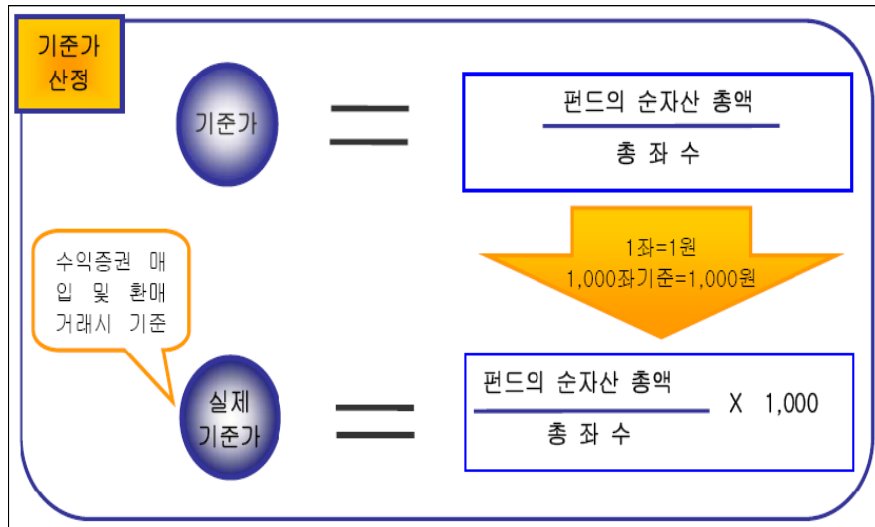 기준가
산정
기준가
펀드의 순자산 총액
총 좌 수
1좌=1원
1,000좌기준=1,000원
수익증권 매
입 및 환매
거래시 기준
실제
기준가
펀드의 순자산 총액
X 1,000
총 좌 수